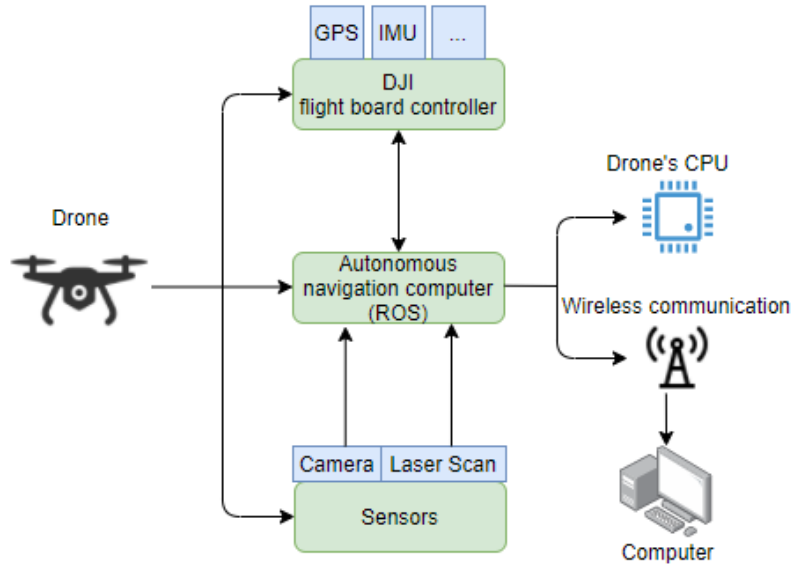 GPS IMU ...
DJI
flight board controller
Drone's CPU
Drone
Autonomous
navigation computer
(ROS)
Wireless communication
Camera Laser Scan
Sensors
Computer